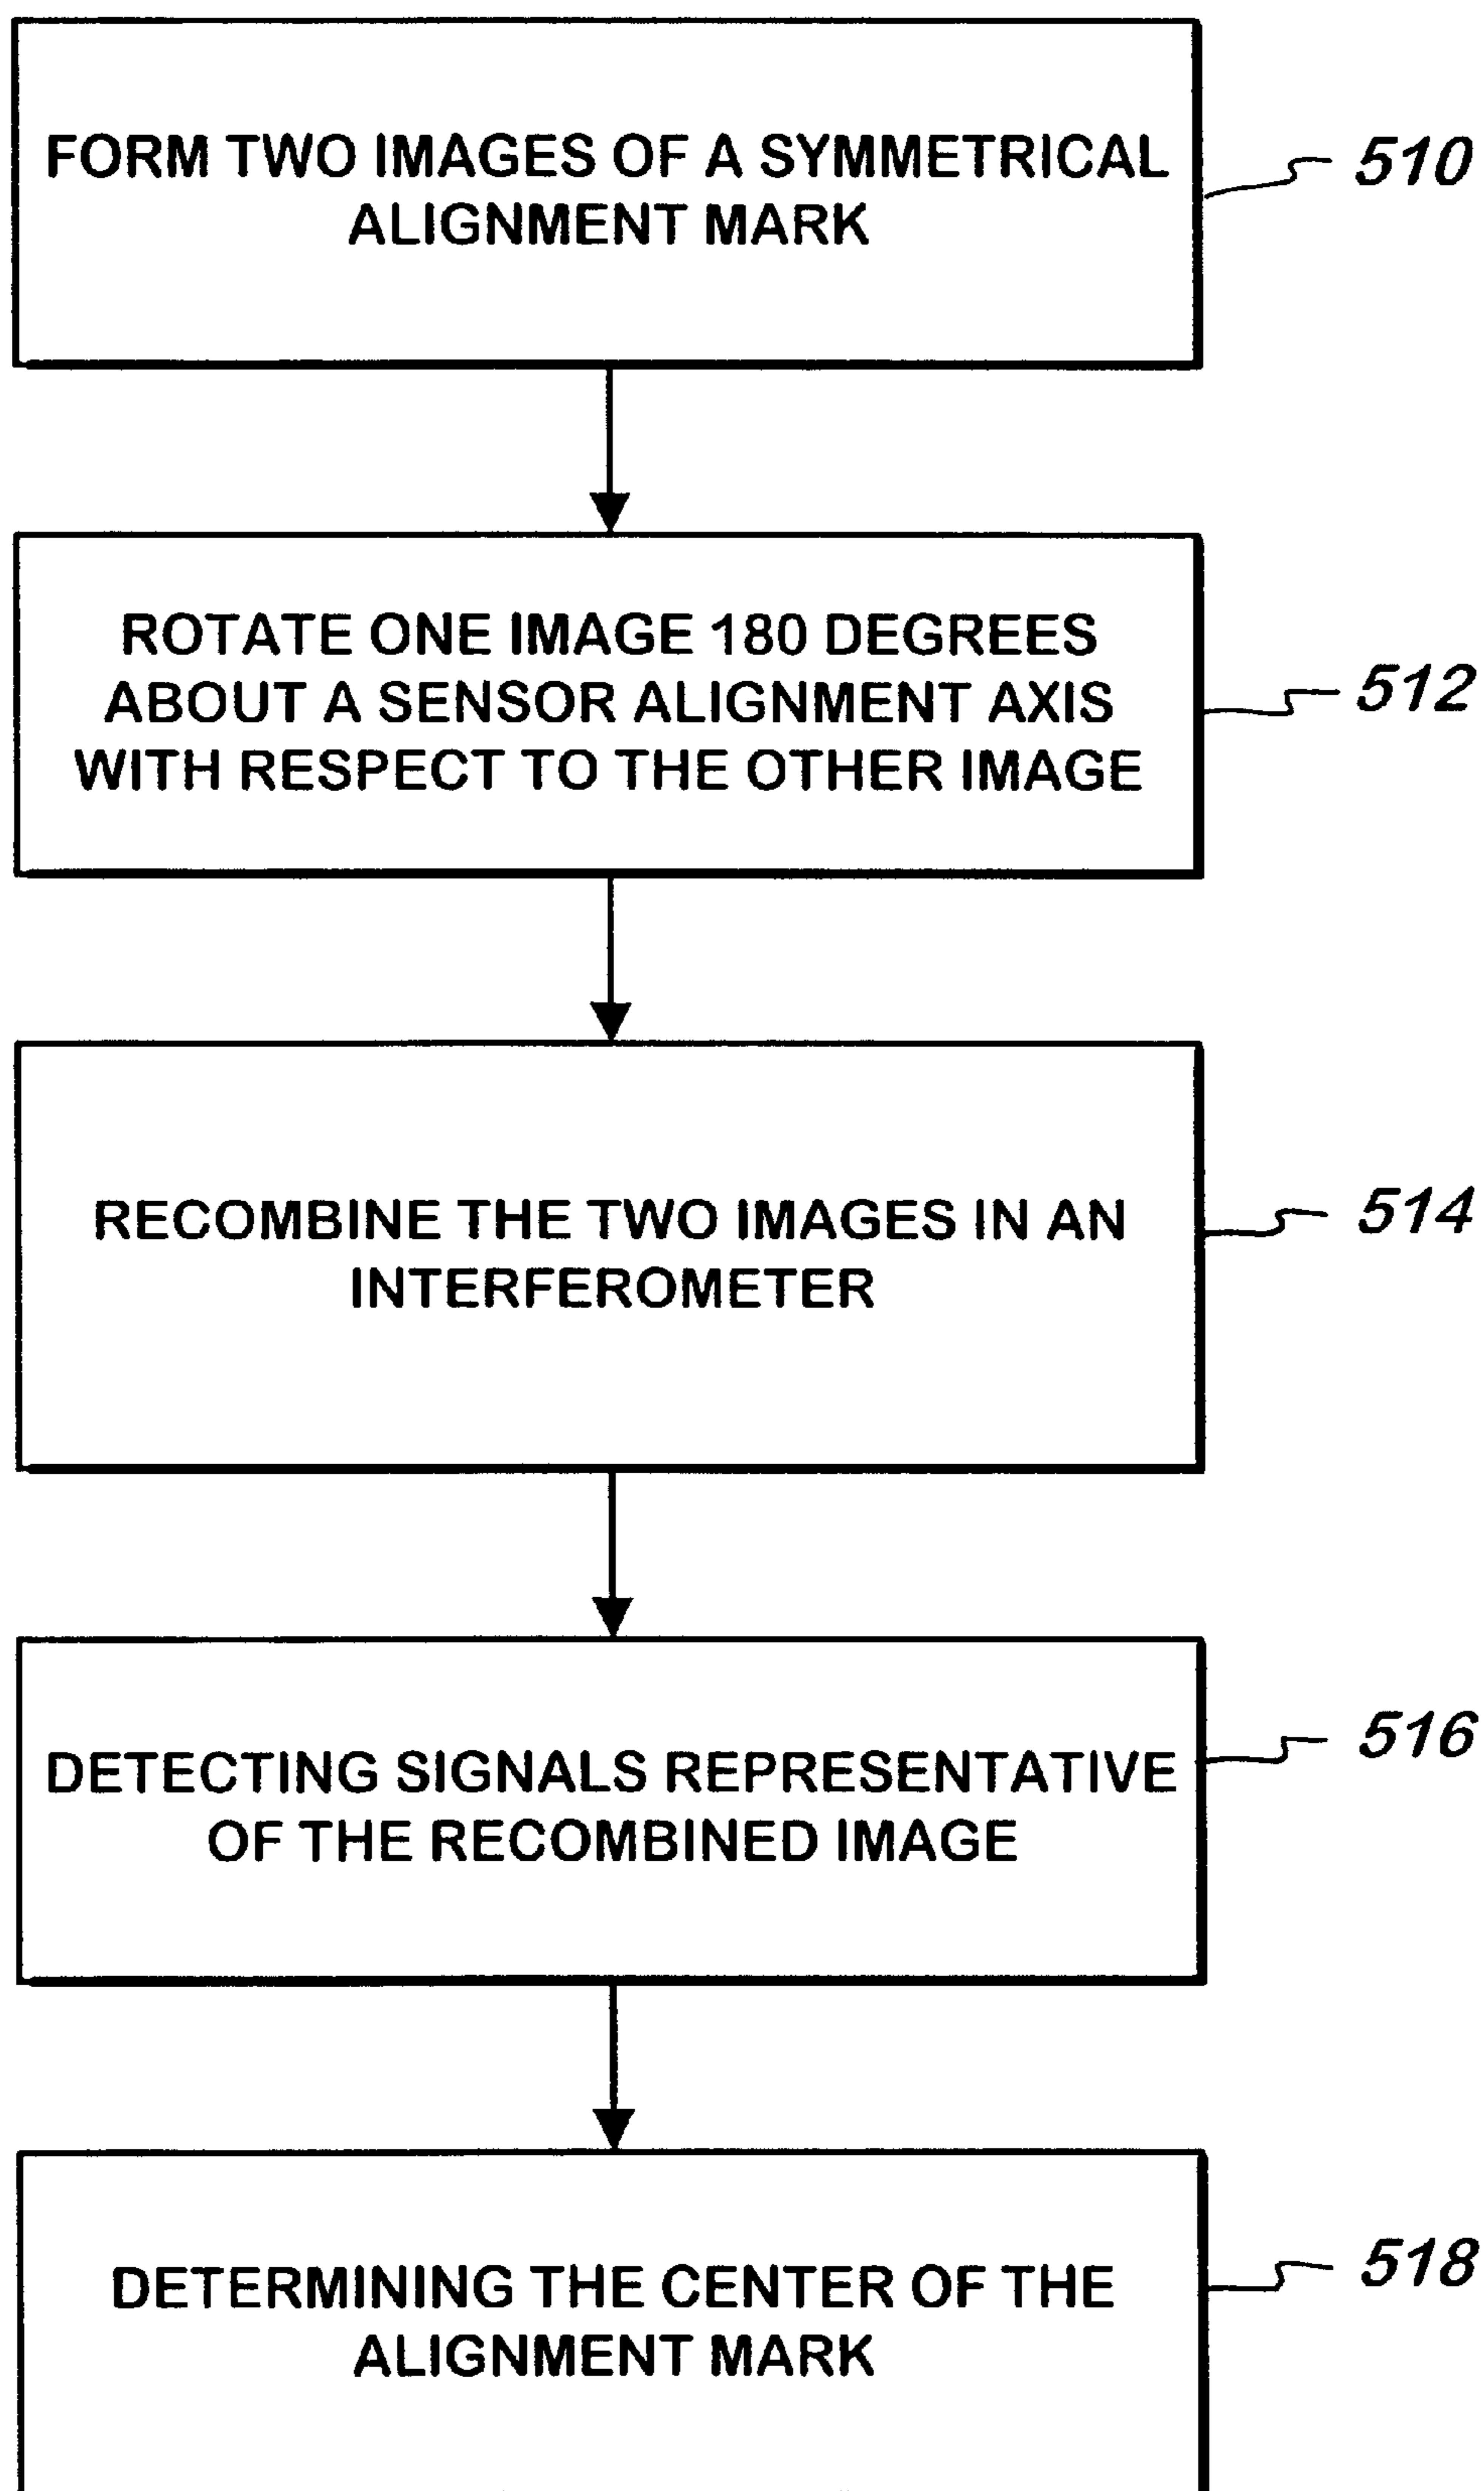 FORM TWO IMAGES OF A SYMMETRICAL
ALIGNMENT MARK
510
ROTATE ONE IMAGE 180 DEGREES
ABOUT A SENSOR ALIGNMENT AXIS
WITH RESPECT TO THE OTHER IMAGE
512
RECOMBINE THE TWO IMAGES IN AN
INTERFEROMETER
514
DETECTING SIGNALS REPRESENTATIVE
OF THE RECOMBINED IMAGE
516
DETERMINING THE CENTER OF THE
ALIGNMENT MARK
518